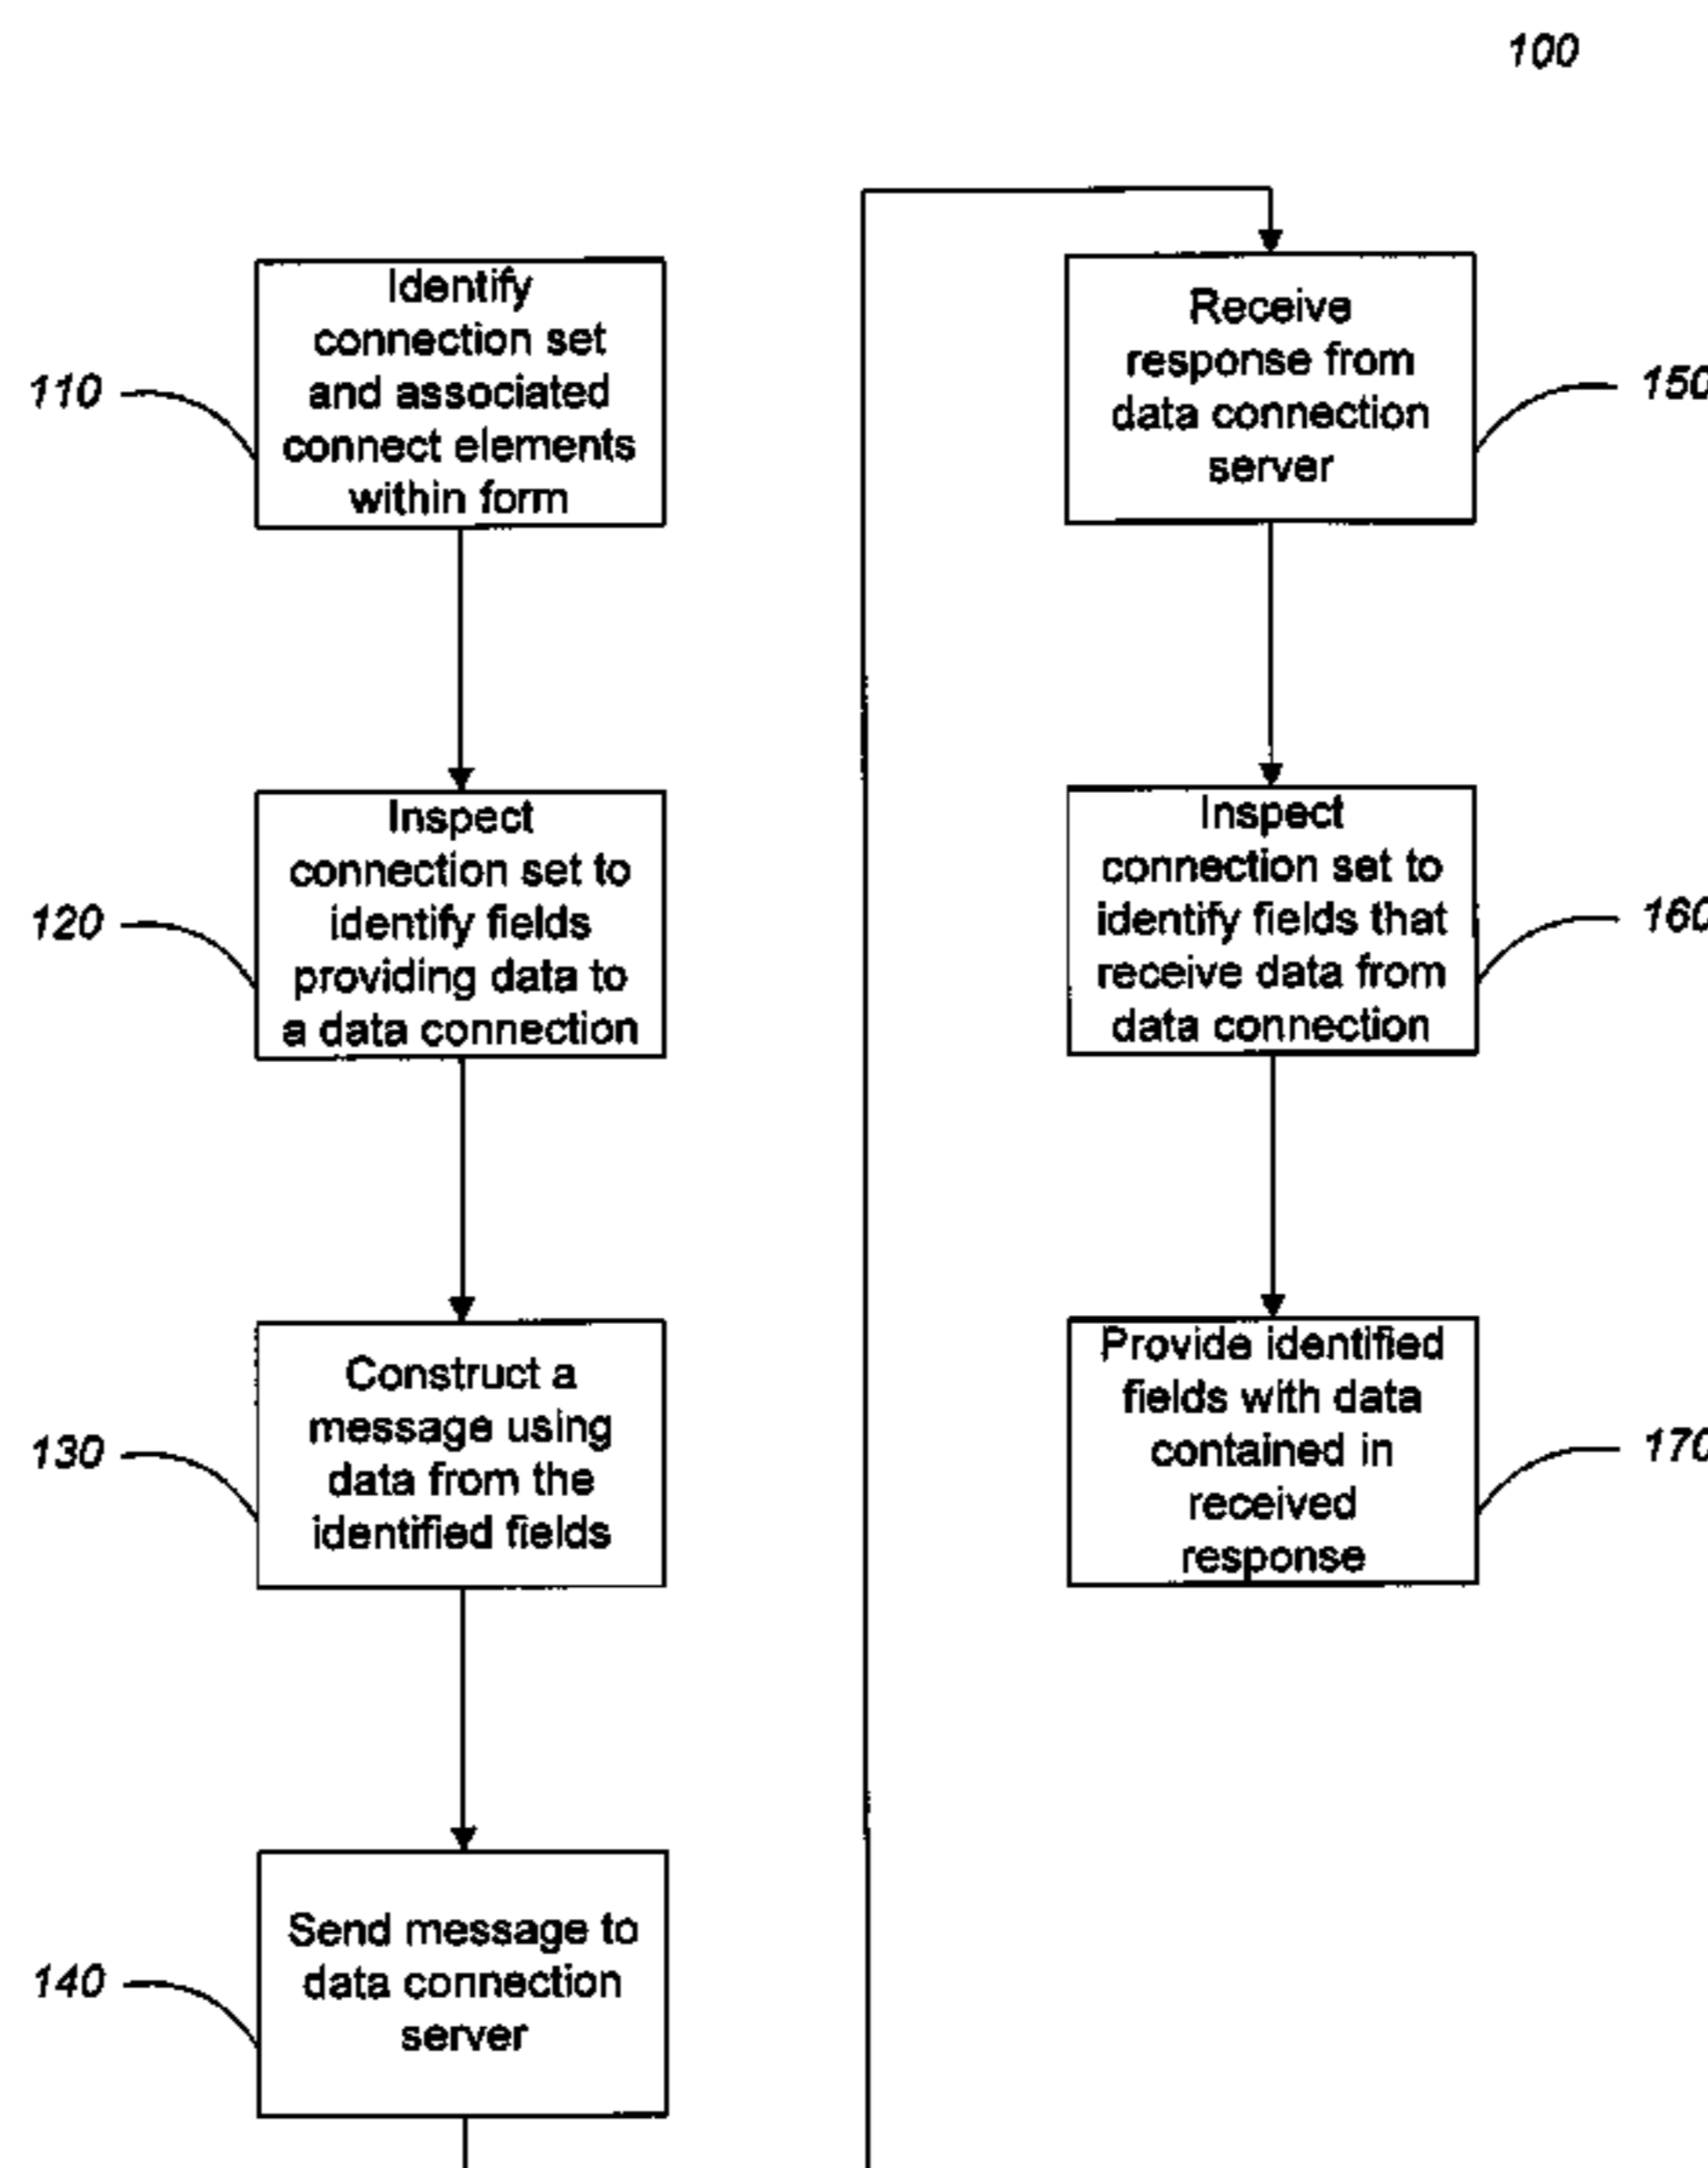 100
110
Identify
connection set
and associated
connect elements
within form
120
Inspect
connection set to
identify fields
providing data to
a data connection
130
Construct a
message using
data from the
identified fields
140
Send message to
data connection
server
Receive
response from
data connection
server
150
Inspect
connection set to
identify fields that
receive data from
data connection
160
Provide identified
fields with data
contained in
received
response
170